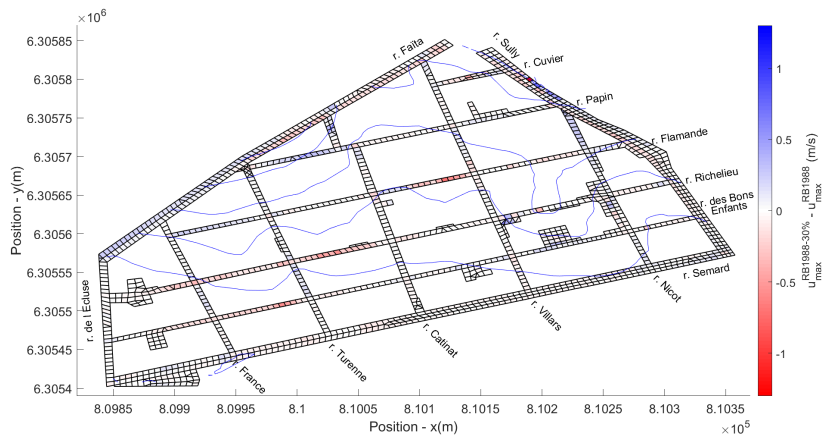 × 10⁶
6.30585
6.3058
6.30575
6.3057
6.30565
6.3056
6.30555
6.3055
6.30545
6.3054
Position - y(m)
r. Faïta
r. Sully
r. Cuvier
r. Papin
r. Flamande
r. Richelieu
r. des Bons
Enfants
r. Semard
r. Nicot
r. Villars
r. Catinat
r. Turenne
r. France
r. de l Ecluse
8.0985
8.099
8.0995
8.1
8.1005
8.101
8.1015
8.102
8.1025
8.103
8.1035
× 10⁵
Position - x(m)
1
0.5
0
-0.5
-1
u_max^RB1988-30% - u_max^RB1988 (m/s)